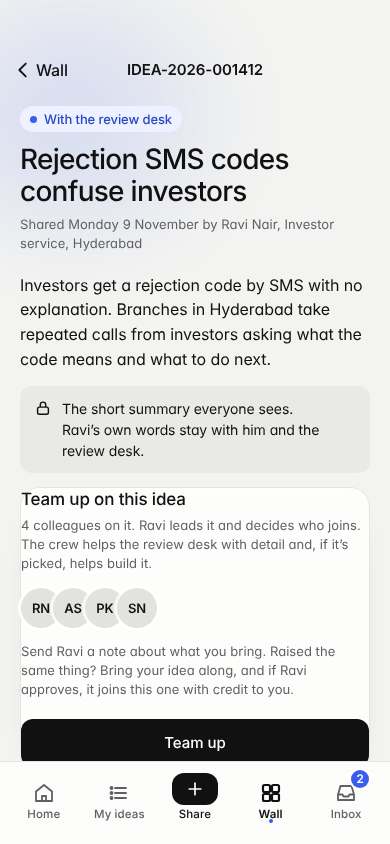 Wall
IDEA-2026-001412
With the review desk
Rejection SMS codes
confuse investors
Shared Monday 9 November by Ravi Nair, Investor
service, Hyderabad
Investors get a rejection code by SMS with no
explanation. Branches in Hyderabad take
repeated calls from investors asking what the
code means and what to do next.
The short summary everyone sees.
Ravi’s own words stay with him and the
review desk.
Team up on this idea
4 colleagues on it. Ravi leads it and decides who joins.
The crew helps the review desk with detail and, if it’s
picked, helps build it.
RN AS PK SN
Send Ravi a note about what you bring. Raised the
same thing? Bring your idea along, and if Ravi
approves, it joins this one with credit to you.
Team up
2
Home My ideas Share Wall Inbox